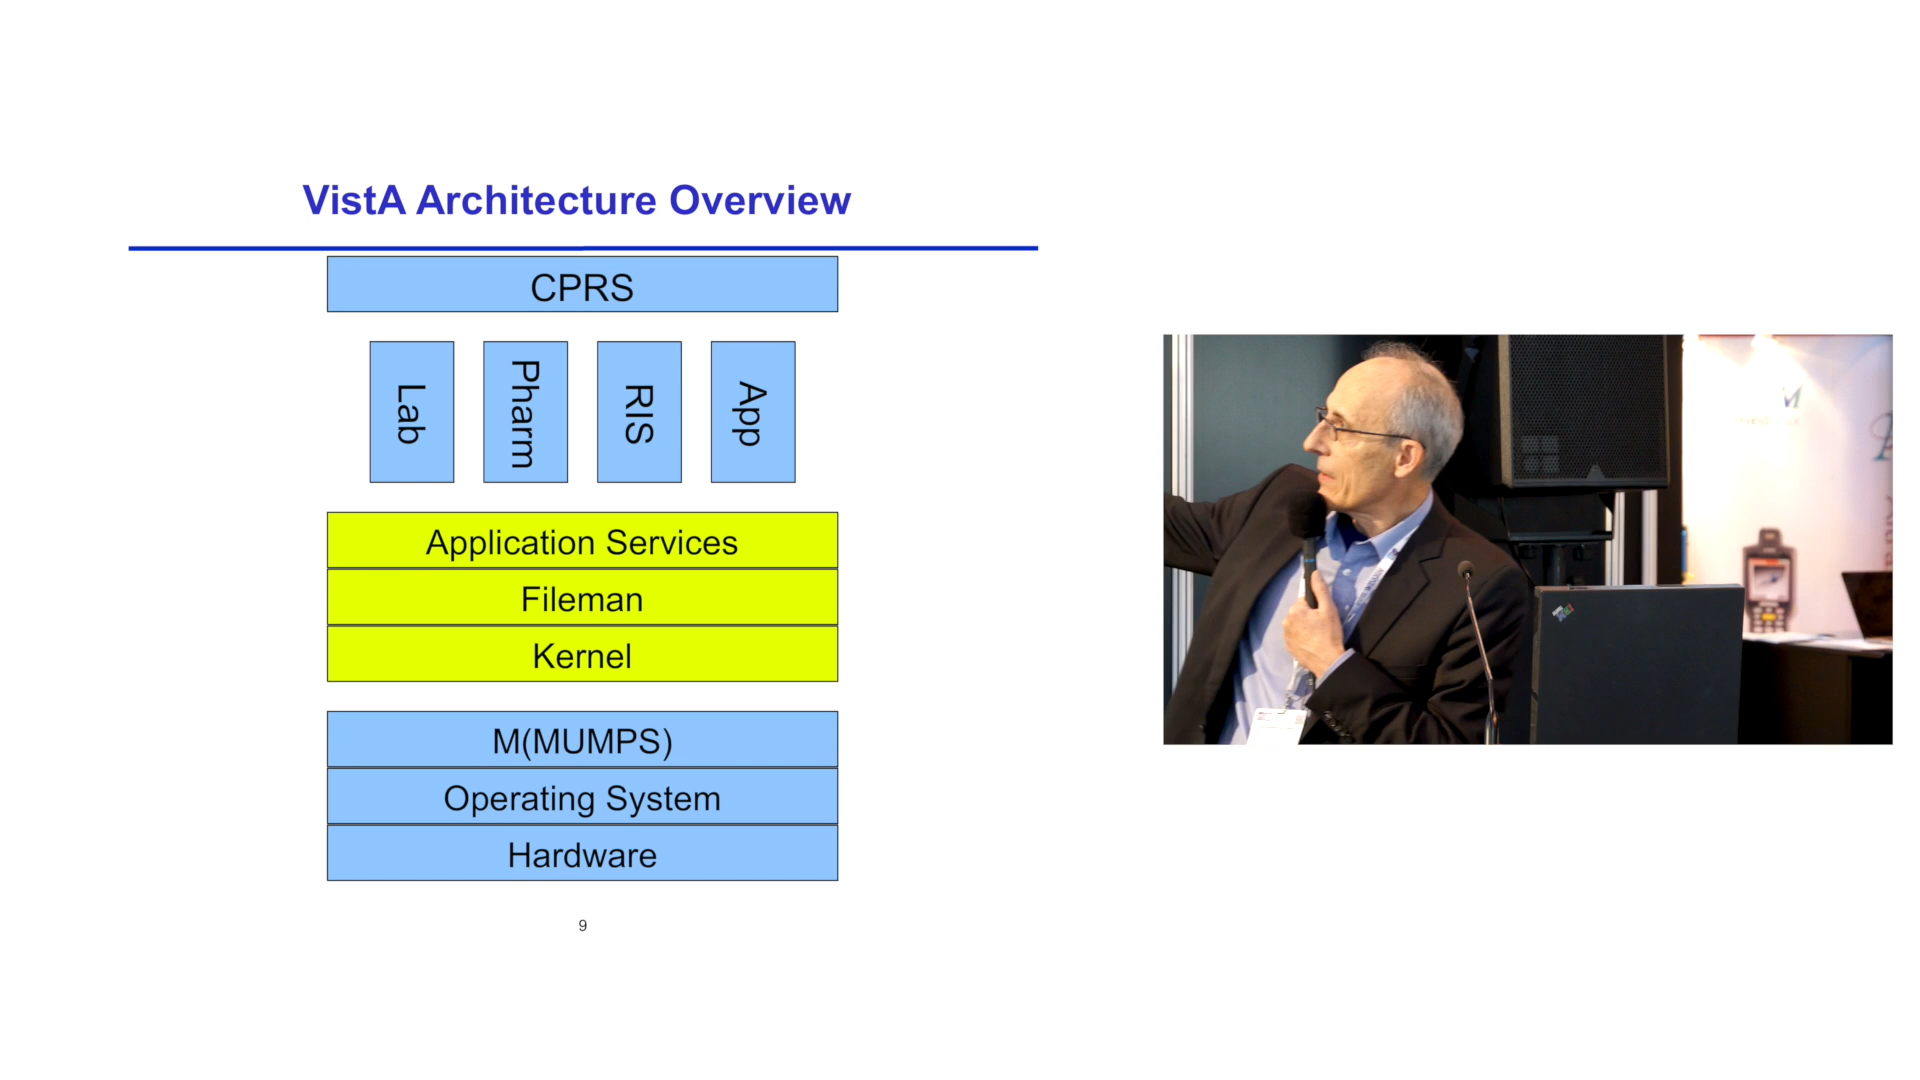 VistA Architecture Overview
CPRS
Lab
Pharm
RIS
App
Application Services
Fileman
Kernel
M(MUMPS)
Operating System
Hardware
9